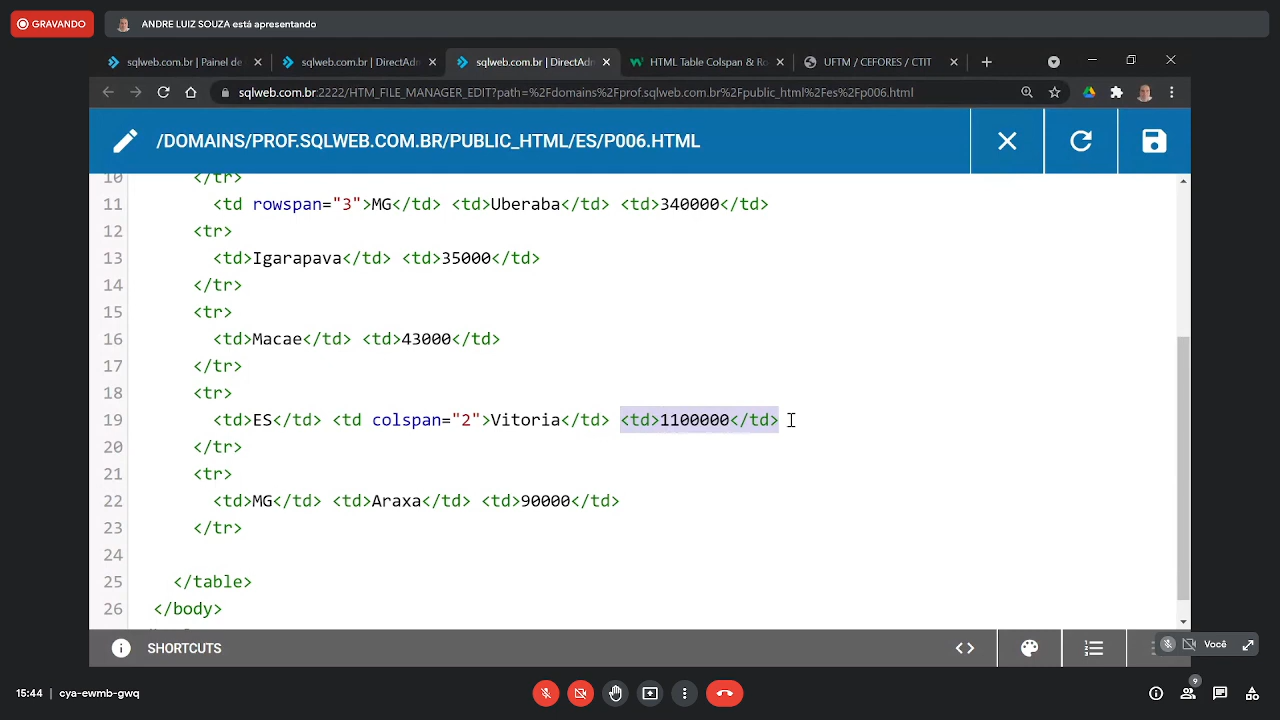 GRAVANDO
ANDRE LUIZ SOUZA está apresentando
sqlweb.com.br | Painel de
sqlweb.com.br | DirectAdn
sqlweb.com.br | DirectAdn
HTML Table Colspan & Ro
UFTM / CEFORES / CTIT
sqlweb.com.br:2222/HTM_FILE_MANAGER_EDIT?path=%2Fdomains%2Fprof.sqlweb.com.br%2Fpublic_html%2Fes%2Fp006.html
/DOMAINS/PROF.SQLWEB.COM.BR/PUBLIC_HTML/ES/P006.HTML
10 </tr>
11 <td rowspan="3">MG</td> <td>Uberaba</td> <td>340000</td>
12 <tr>
13 <td>Igarapava</td> <td>35000</td>
14 </tr>
15 <tr>
16 <td>Macae</td> <td>43000</td>
17 </tr>
18 <tr>
19 <td>ES</td> <td colspan="2">Vitoria</td> <td>1100000</td>
20 </tr>
21 <tr>
22 <td>MG</td> <td>Araxa</td> <td>90000</td>
23 </tr>
24
25 </table>
26 </body>
SHORTCUTS
Você
15:44 | cya-ewmb-gwq
9